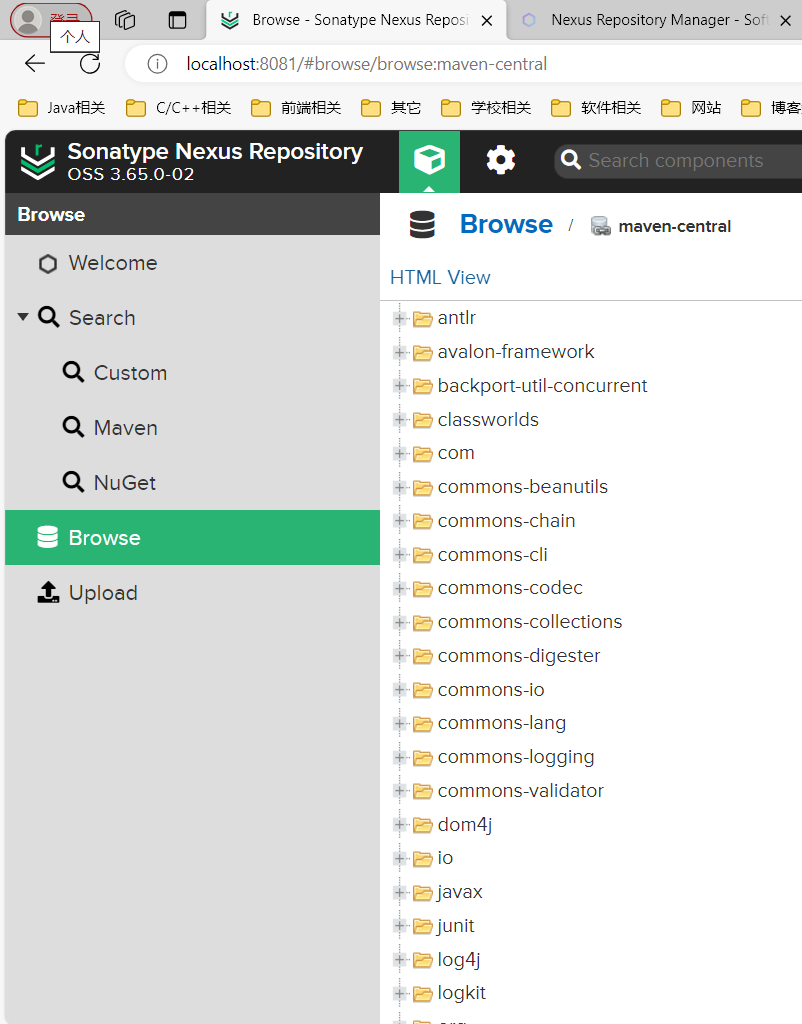 登录
个人
Browse - Sonatype Nexus Reposi
Nexus Repository Manager - Soft
localhost:8081/#browse/browse:maven-central
Java相关
C/C++相关
前端相关
其它
学校相关
软件相关
网站
博客
Sonatype Nexus Repository
OSS 3.65.0-02
Search components
Browse
Welcome
Search
Custom
Maven
NuGet
Browse
Upload
Browse / maven-central
HTML View
antlr
avalon-framework
backport-util-concurrent
classworlds
com
commons-beanutils
commons-chain
commons-cli
commons-codec
commons-collections
commons-digester
commons-io
commons-lang
commons-logging
commons-validator
dom4j
io
javax
junit
log4j
logkit